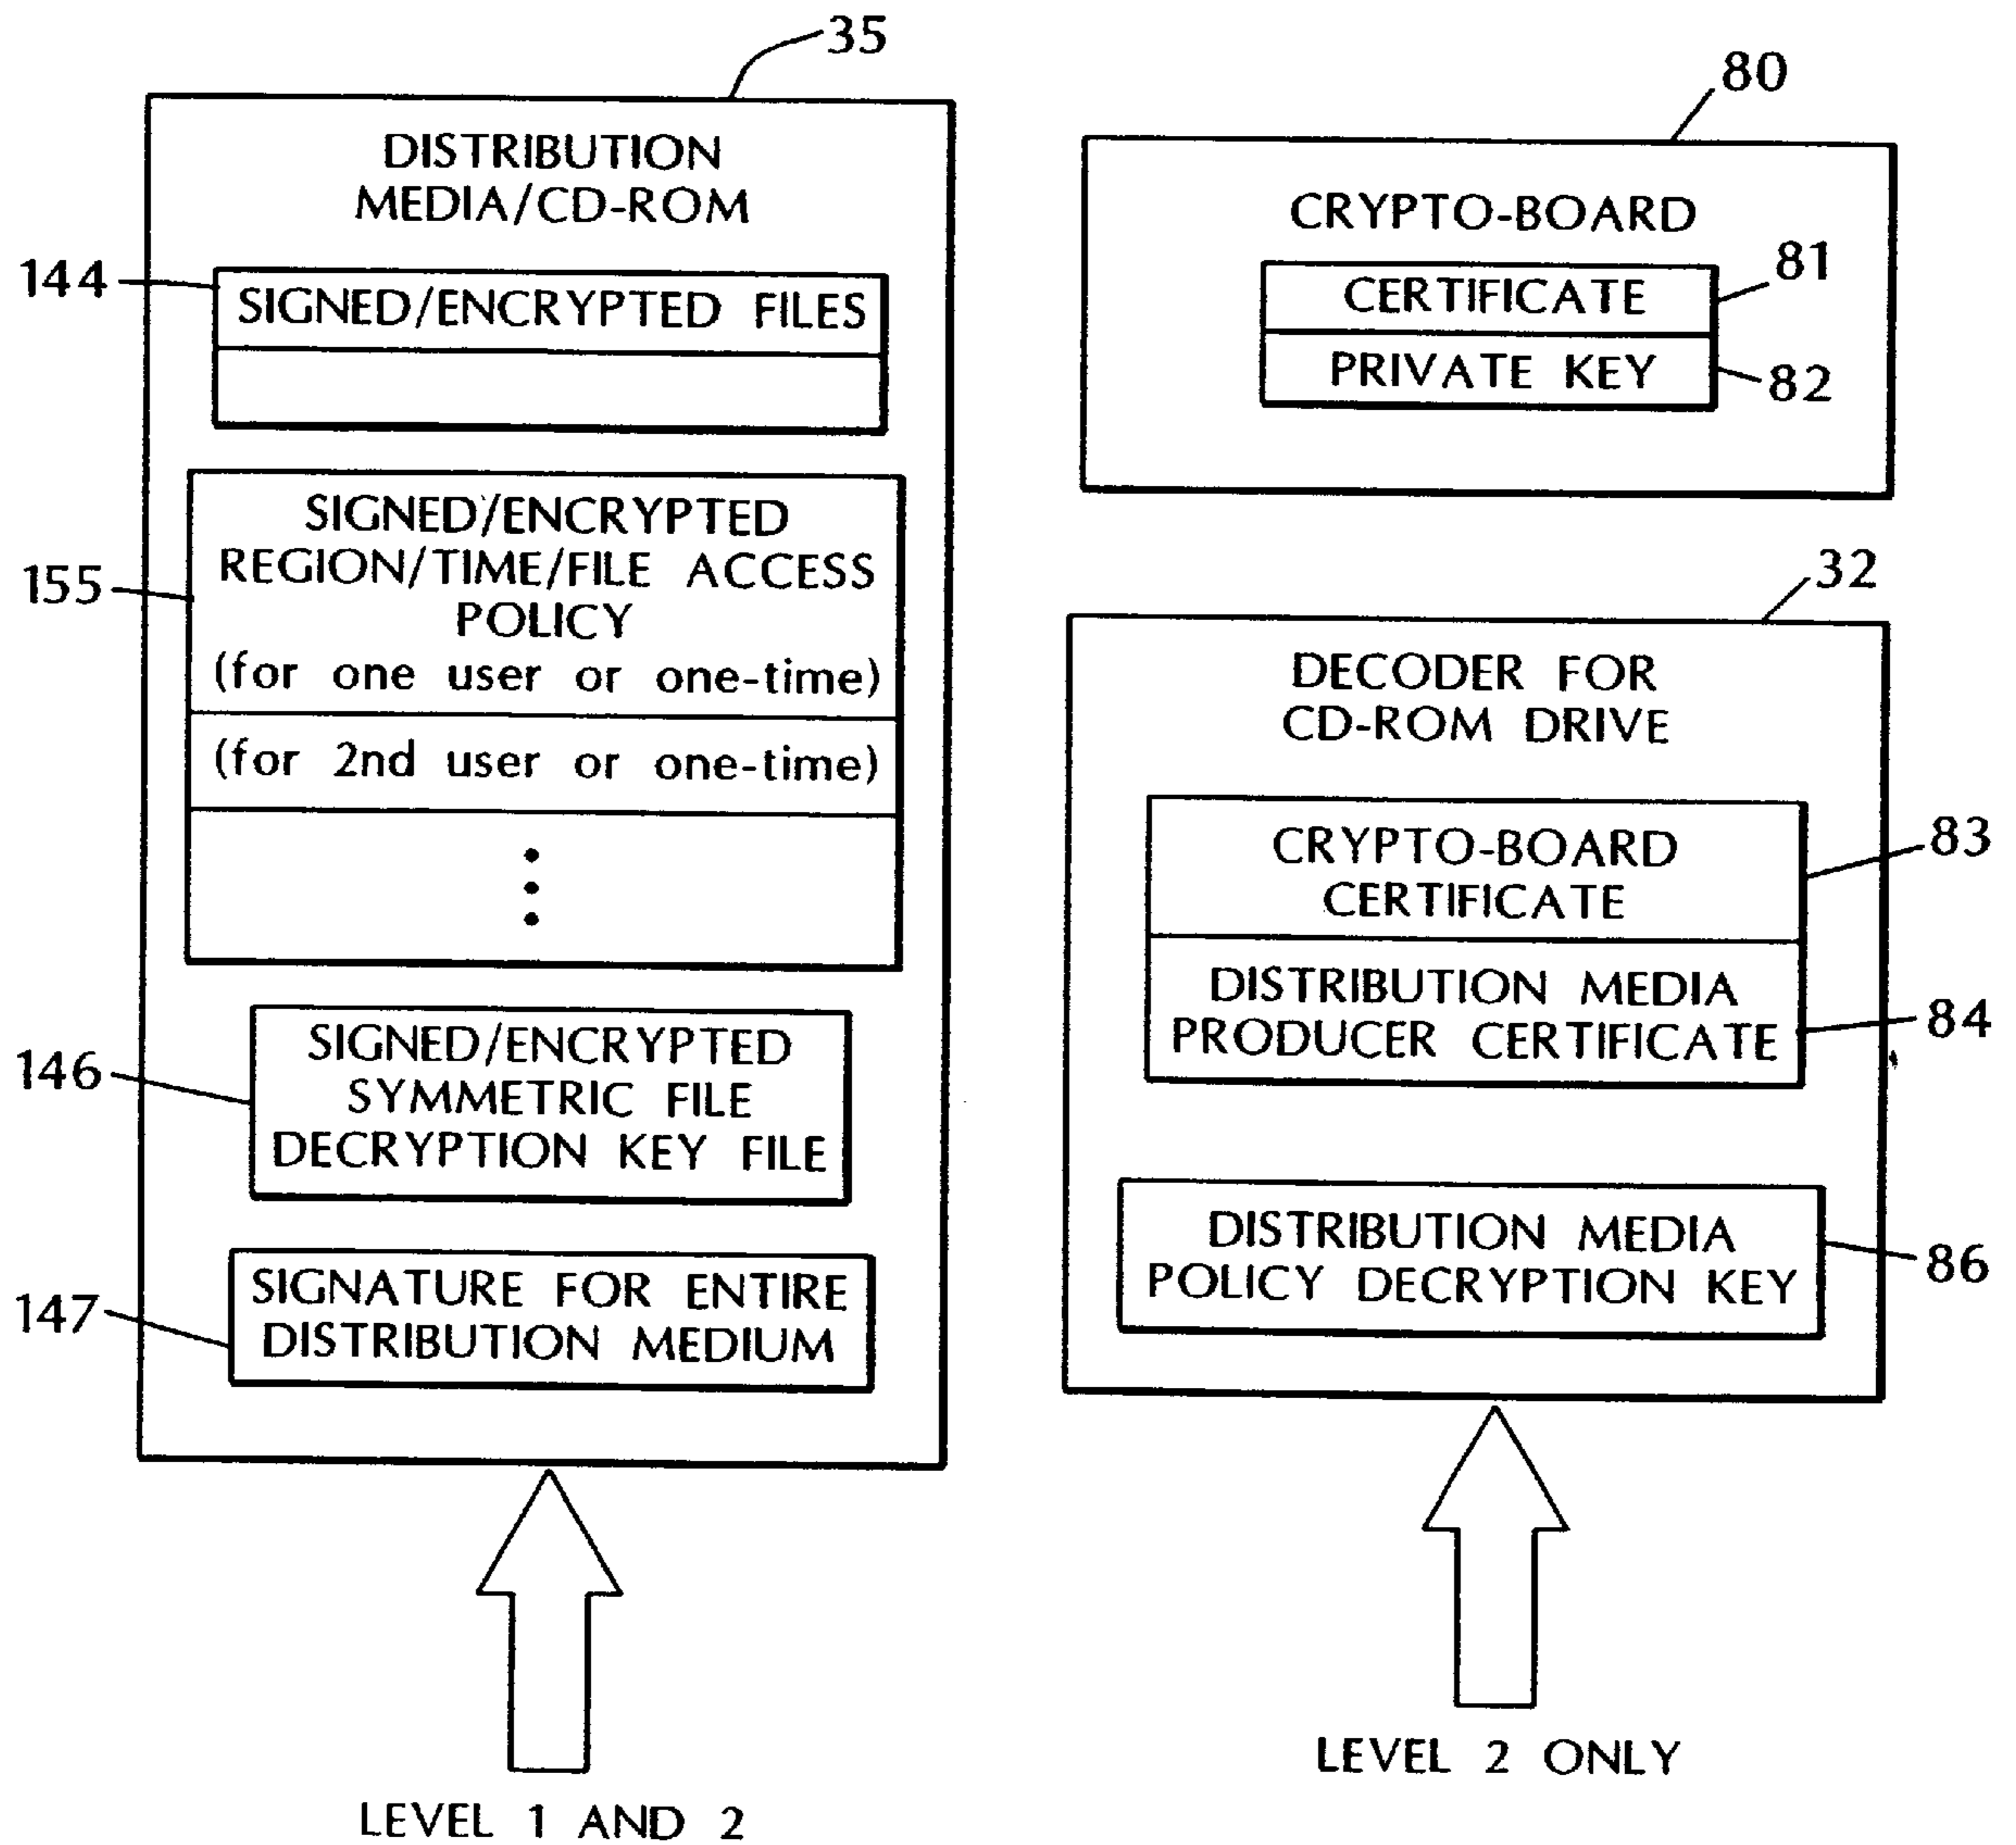 35
DISTRIBUTION
MEDIA/CD-ROM
144
SIGNED/ENCRYPTED FILES
155
SIGNED/ENCRYPTED
REGION/TIME/FILE ACCESS
POLICY
(for one user or one-time)
(for 2nd user or one-time)
146
SIGNED/ENCRYPTED
SYMMETRIC FILE
DECRYPTION KEY FILE
147
SIGNATURE FOR ENTIRE
DISTRIBUTION MEDIUM
LEVEL 1 AND 2
80
CRYPTO-BOARD
81
CERTIFICATE
PRIVATE KEY
82
32
DECODER FOR
CD-ROM DRIVE
83
CRYPTO-BOARD
CERTIFICATE
DISTRIBUTION MEDIA
PRODUCER CERTIFICATE
84
DISTRIBUTION MEDIA
POLICY DECRYPTION KEY
86
LEVEL 2 ONLY